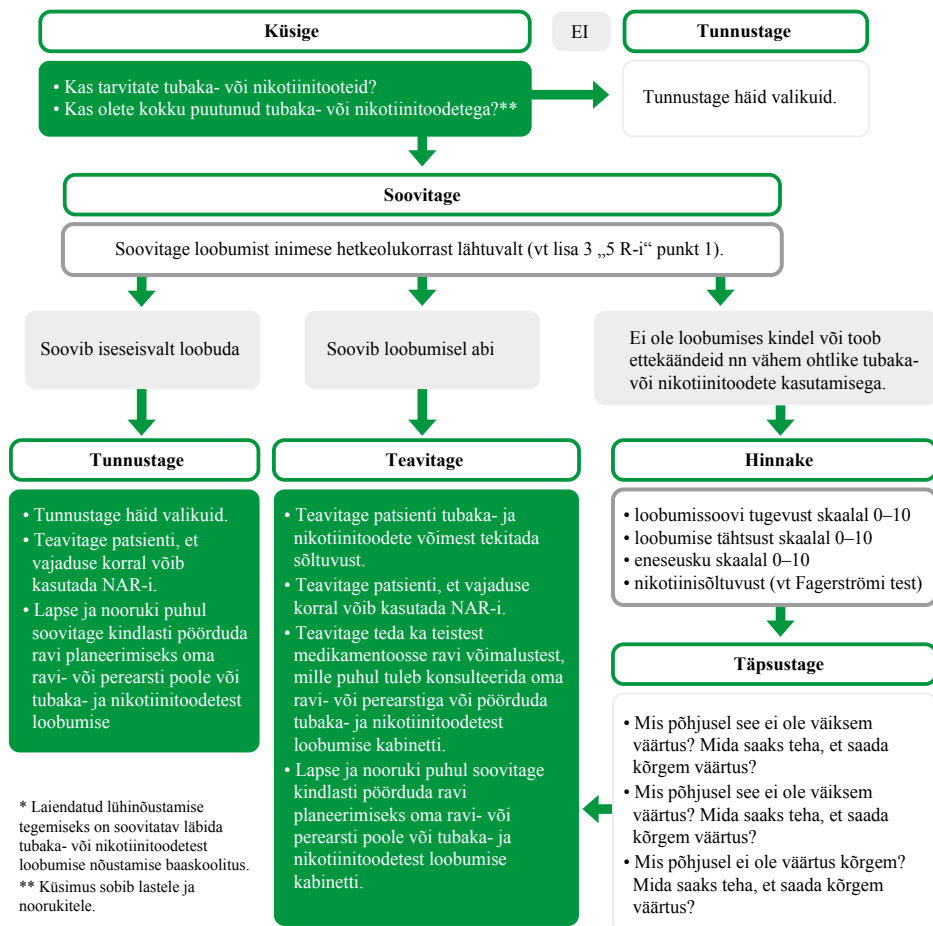 Küsige
EI
Tunnustage
• Kas tarvitate tubaka- või nikotiinitooteid?
• Kas olete kokku puutunud tubaka- või nikotiinitoodetega?**
Tunnustage häid valikuid.
Soovitage
Soovitage loobumist inimese hetkeolukorrast lähtuvalt (vt lisa 3 „5 R-i“ punkt 1).
Soovib iseseisvalt loobuda
Soovib loobumisel abi
Ei ole loobumises kindel või toob
ettekäändeid nn vähem ohtlike tubaka-
või nikotiinitoodete kasutamisega.
Tunnustage
• Tunnustage häid valikuid.
• Teavitage patsienti, et
vajaduse korral võib
kasutada NAR-i.
• Lapse ja nooruki puhul
soovitage kindlasti pöörduda
ravi planeerimiseks oma
ravi- või perearsti poole või
tubaka- ja nikotiinitoodetest
loobumise
Teavitage
• Teavitage patsienti tubaka- ja
nikotiinitoodete võimest tekitada
sõltuvust.
• Teavitage patsienti, et vajaduse
korral võib kasutada NAR-i.
• Teavitage teda ka teistest
medikamentoosse ravi võimalustest,
mille puhul tuleb konsulteerida oma
ravi- või perearstiga või pöörduda
tubaka- ja nikotiinitoodetest
loobumise kabinetti.
• Lapse ja nooruki puhul soovitage
kindlasti pöörduda ravi
planeerimiseks oma ravi- või
perearsti poole või tubaka- ja
nikotiinitoodetest loobumise
kabinetti.
Hinnake
• loobumissoovi tugevust skaalal 0–10
• loobumise tähtsust skaalal 0–10
• eneseusku skaalal 0–10
• nikotiinisõltuvust (vt Fagerströmi test)
Täpsustage
• Mis põhjusel see ei ole väiksem
väärtus? Mida saaks teha, et saada
kõrgem väärtus?
• Mis põhjusel see ei ole väiksem
väärtus? Mida saaks teha, et saada
kõrgem väärtus?
• Mis põhjusel ei ole väärtus kõrgem?
Mida saaks teha, et saada kõrgem
väärtus?
* Laiendatud lühinõustamise
tegemiseks on soovitatav läbida
tubaka- või nikotiinitoodetest
loobumise nõustamise baaskoolitus.
** Küsimus sobib lastele ja
noorukitele.